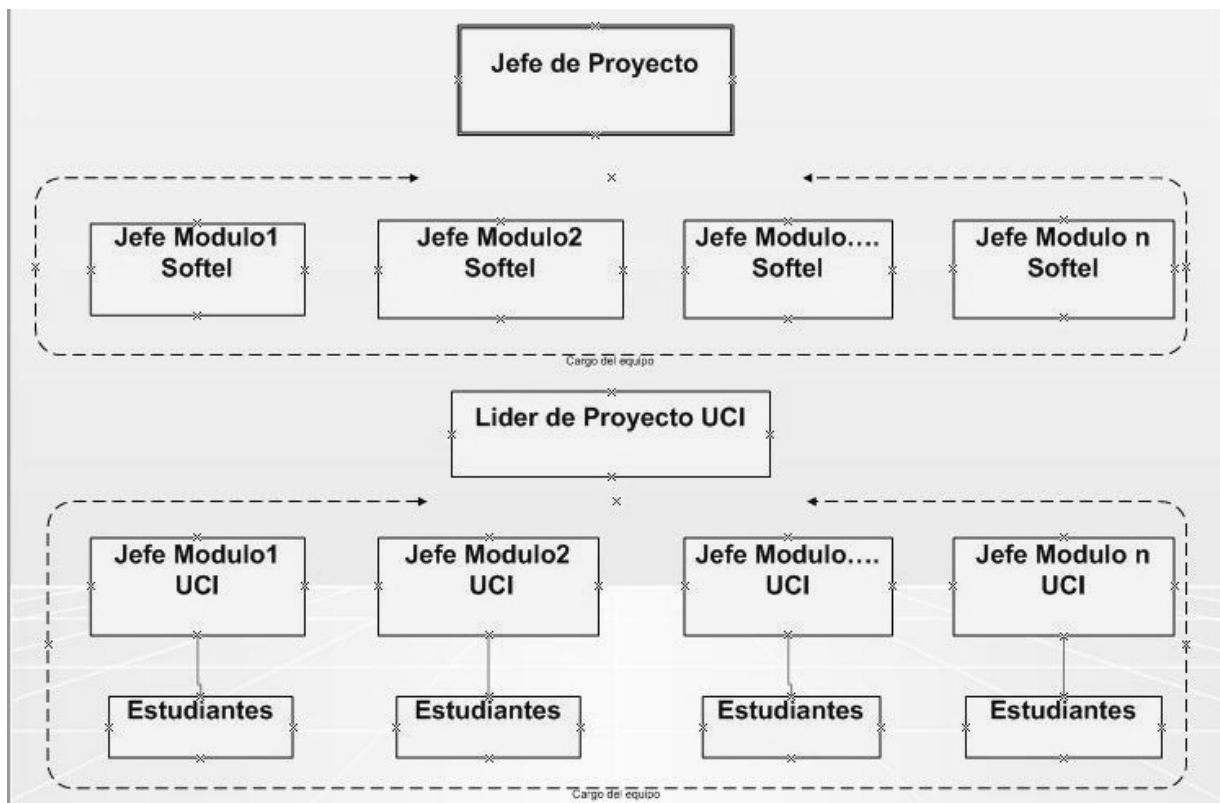 Jefe de Proyecto
Jefe Modulo1
Softel
Jefe Modulo2
Softel
Jefe Modulo....
Softel
Jefe Modulo n
Softel
Cargo del equipo
Lider de Proyecto UCI
Jefe Modulo1
UCI
Jefe Modulo2
UCI
Jefe Modulo....
UCI
Jefe Modulo n
UCI
Estudiantes
Estudiantes
Estudiantes
Estudiantes
Cargo del equipo